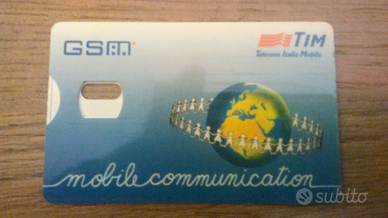 GSM
TIM
Telecom Italia Mobile
mobile communication
subito